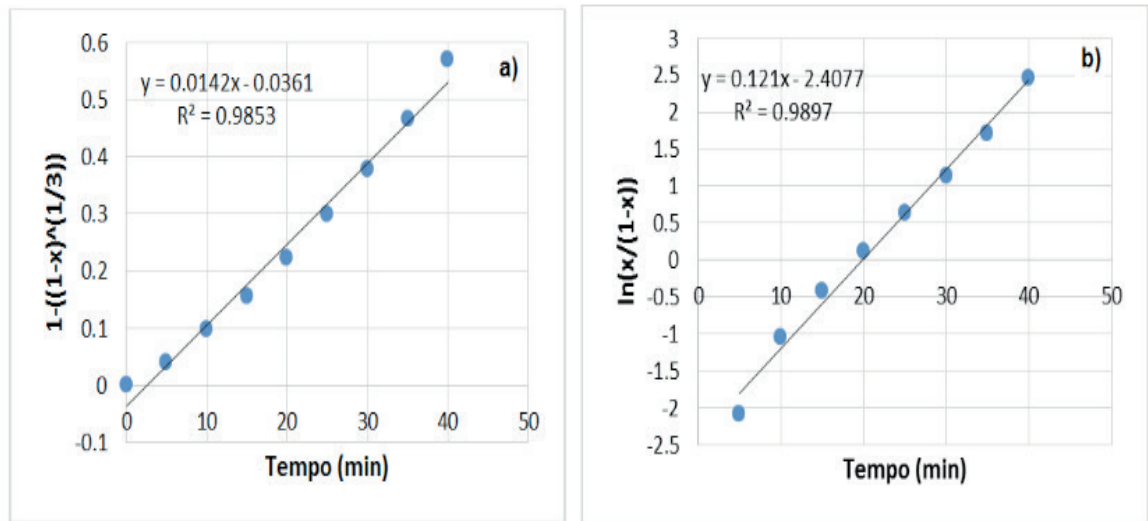 a)
y = 0.0142x - 0.0361
R² = 0.9853
1-((1-x)^(1/3))
0.6
0.5
0.4
0.3
0.2
0.1
0
-0.1
0 10 20 30 40 50
Tempo (min)
b)
y = 0.121x - 2.4077
R² = 0.9897
ln(x/(1-x))
3
2.5
2
1.5
1
0.5
0
-0.5
-1
-1.5
-2
-2.5
0 10 20 30 40 50
Tempo (min)